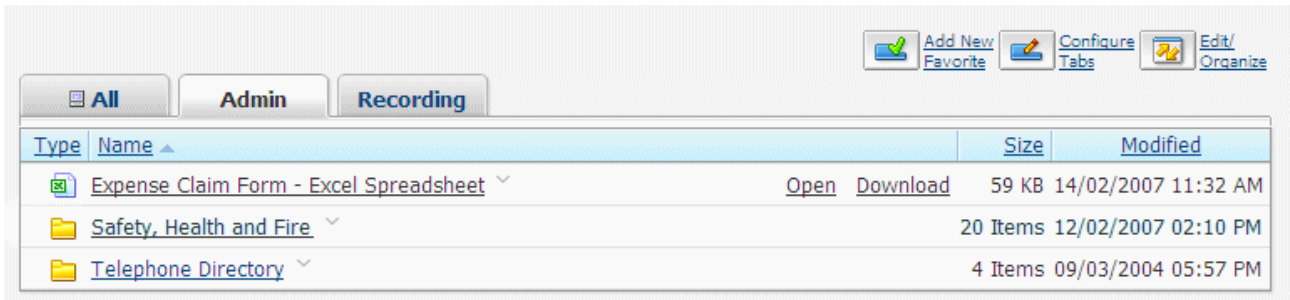 Add New Favorite
Configure Tabs
Edit/ Organize
All Admin Recording
Type Name Size Modified
Expense Claim Form - Excel Spreadsheet Open Download 59 KB 14/02/2007 11:32 AM
Safety, Health and Fire 20 Items 12/02/2007 02:10 PM
Telephone Directory 4 Items 09/03/2004 05:57 PM